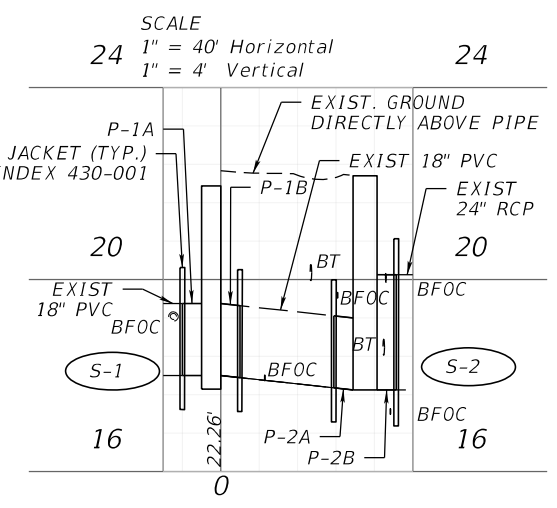 SCALE
1" = 40' Horizontal
1" = 4' Vertical
24
24
EXIST. GROUND
DIRECTLY ABOVE PIPE
P-1A
JACKET (TYP.)
INDEX 430-001
EXIST 18" PVC
P-1B
EXIST
24" RCP
20
20
BT
EXIST
18" PVC
BFOC
BFOC
BFOC
BT
S-1
BFOC
S-2
BFOC
22.26'
16
P-2A
P-2B
16
0